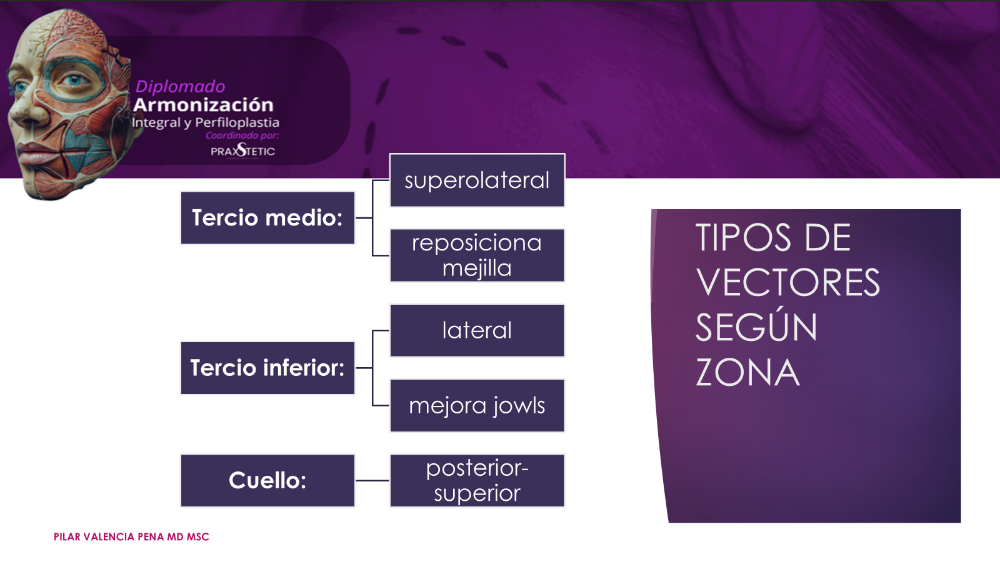 Diplomado
Armonización
Integral y Perfiloplastia
Coordinado por:
PRAXSTETIC
Tercio medio:
superolateral
reposiciona
mejilla
Tercio inferior:
lateral
mejora jowls
Cuello:
posterior-
superior
TIPOS DE
VECTORES
SEGÚN
ZONA
PILAR VALENCIA PENA MD MSC